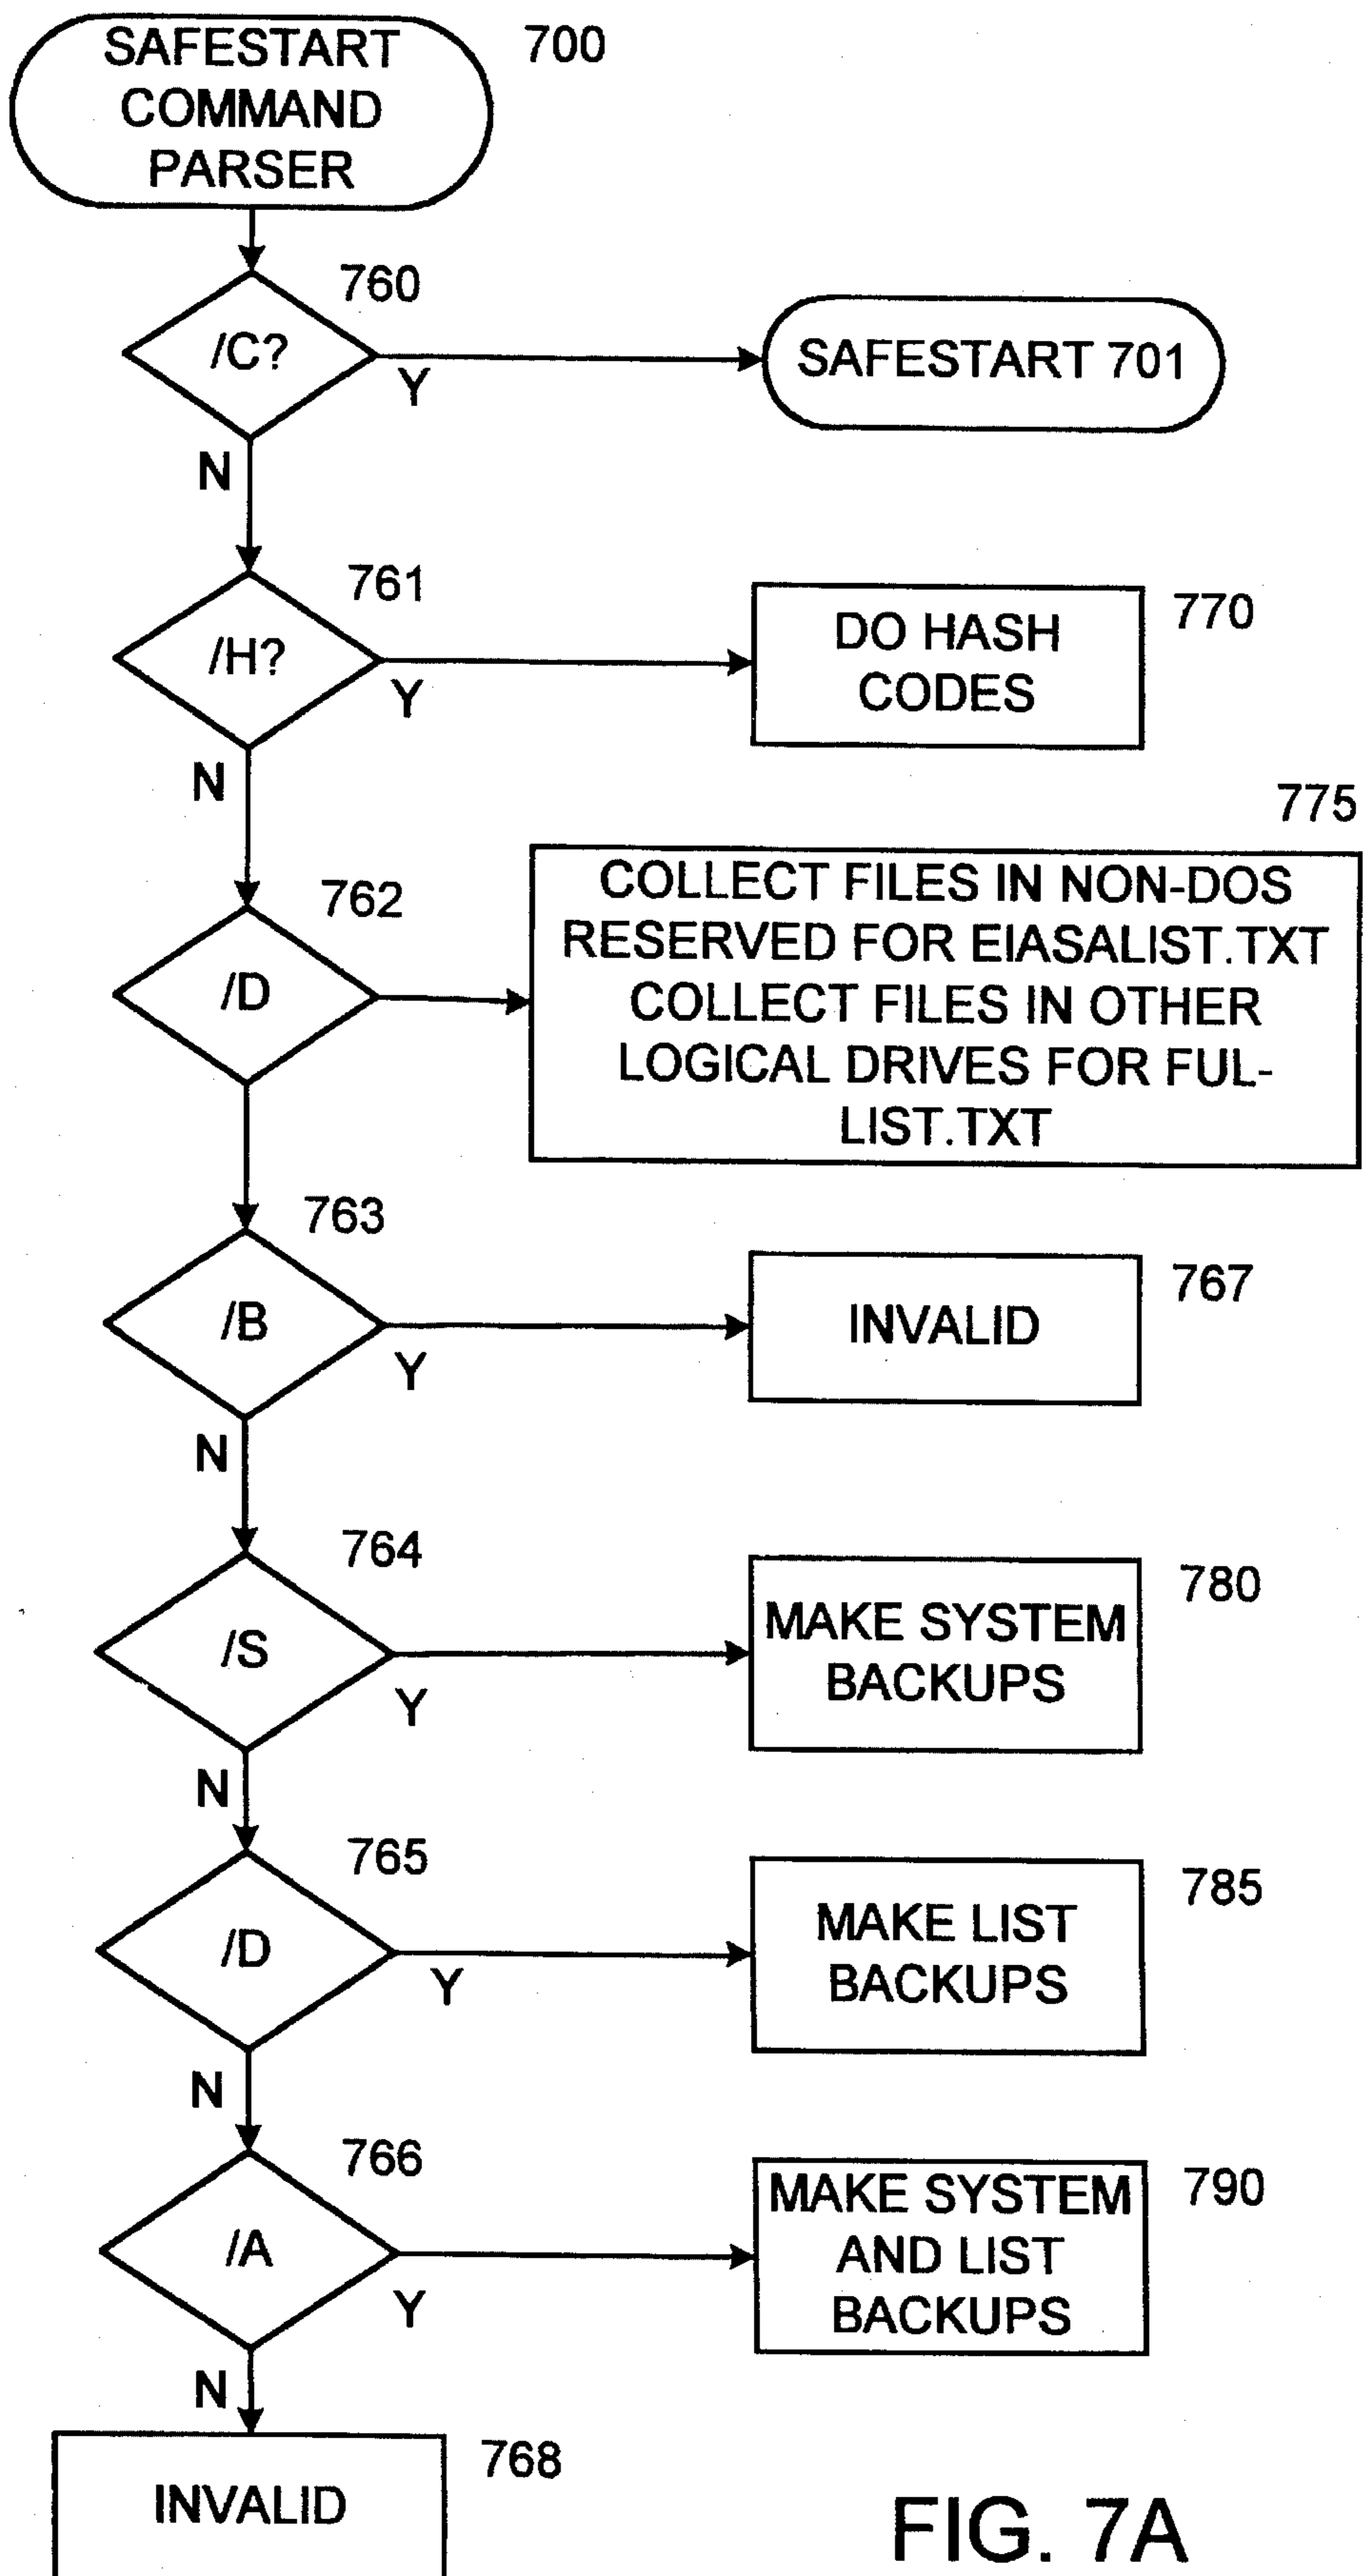 SAFESTART
COMMAND
PARSER
700
760
/C?
Y
SAFESTART 701
N
761
/H?
Y
DO HASH
CODES
770
N
775
762
/D
COLLECT FILES IN NON-DOS
RESERVED FOR EIASALIST.TXT
COLLECT FILES IN OTHER
LOGICAL DRIVES FOR FUL-
LIST.TXT
763
/B
Y
INVALID
767
N
764
/S
Y
MAKE SYSTEM
BACKUPS
780
N
765
/D
Y
MAKE LIST
BACKUPS
785
N
766
/A
Y
MAKE SYSTEM
AND LIST
BACKUPS
790
N
INVALID
768
FIG. 7A